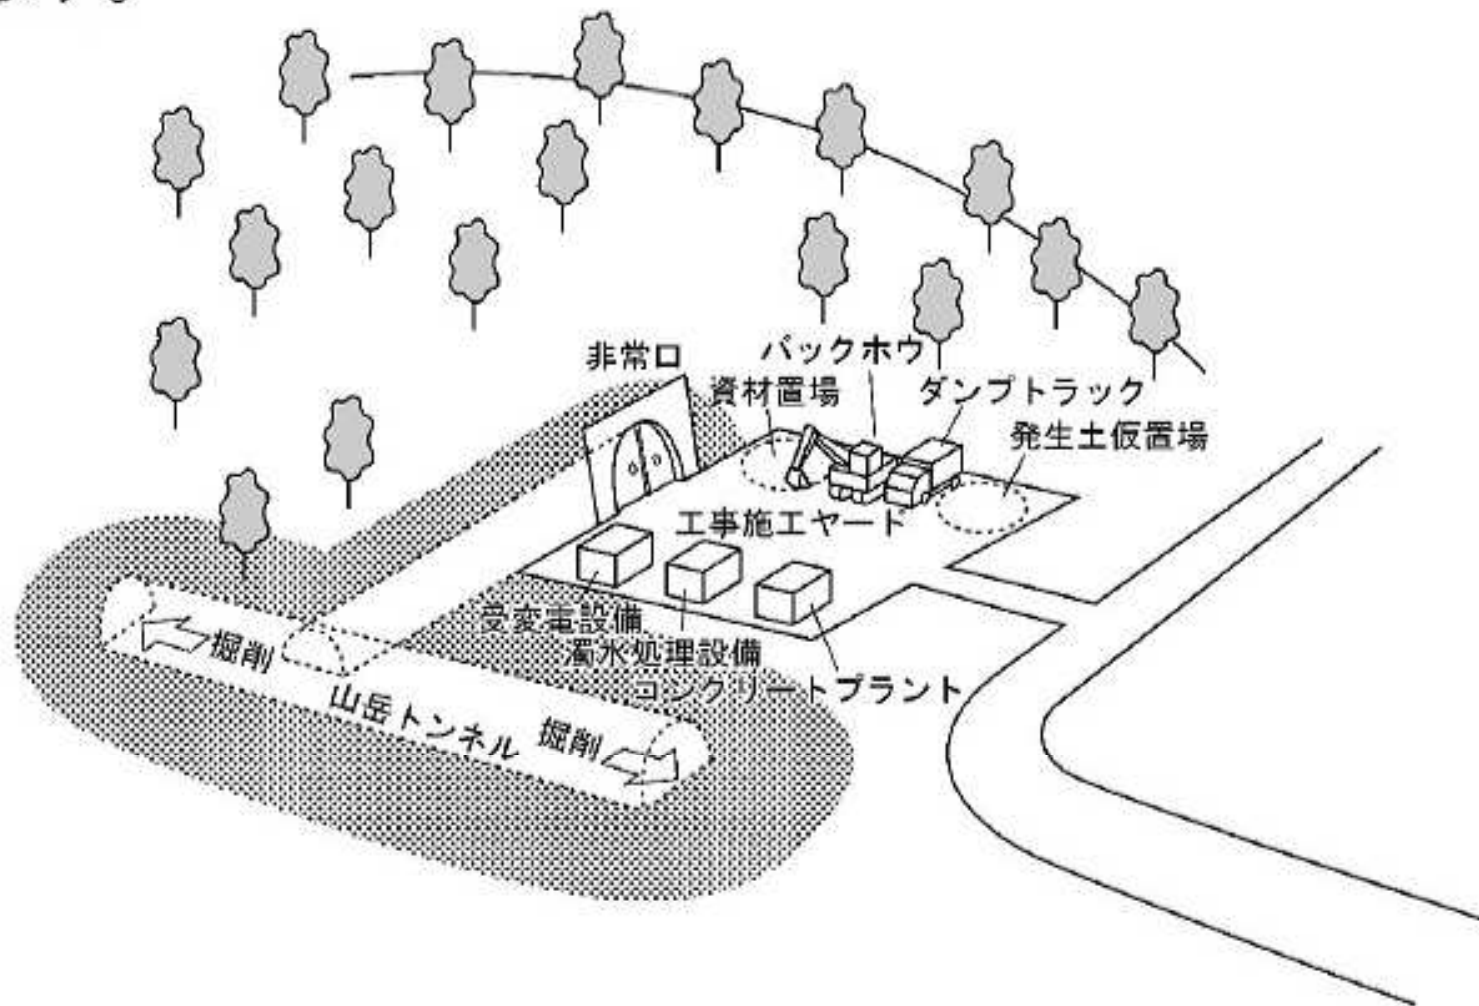 非常口
バックホウ
資材置場
ダンプトラック
発生土仮置場
工事施工ヤード
受変電設備
濁水処理設備
コンクリートプラント
掘削
山岳トンネル
掘削